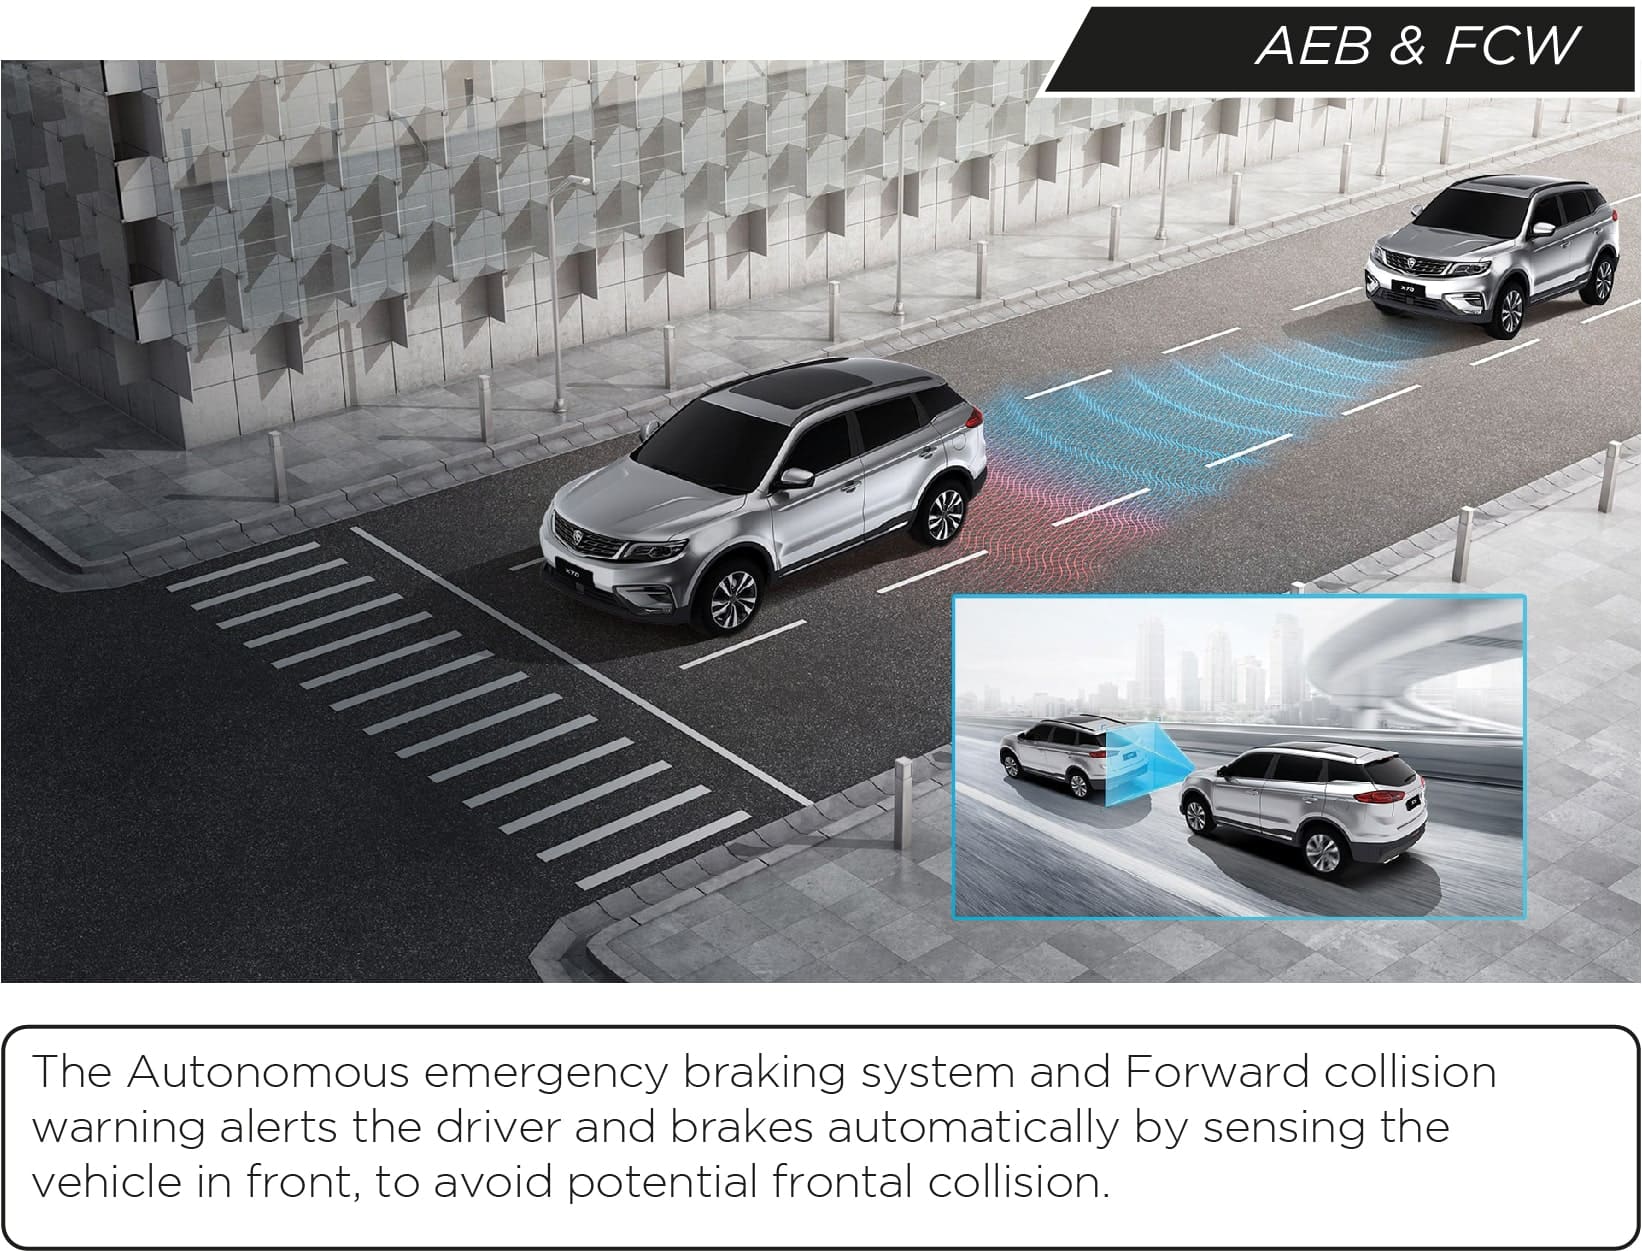 AEB & FCW
X70
X70
The Autonomous emergency braking system and Forward collision
warning alerts the driver and brakes automatically by sensing the
vehicle in front, to avoid potential frontal collision.